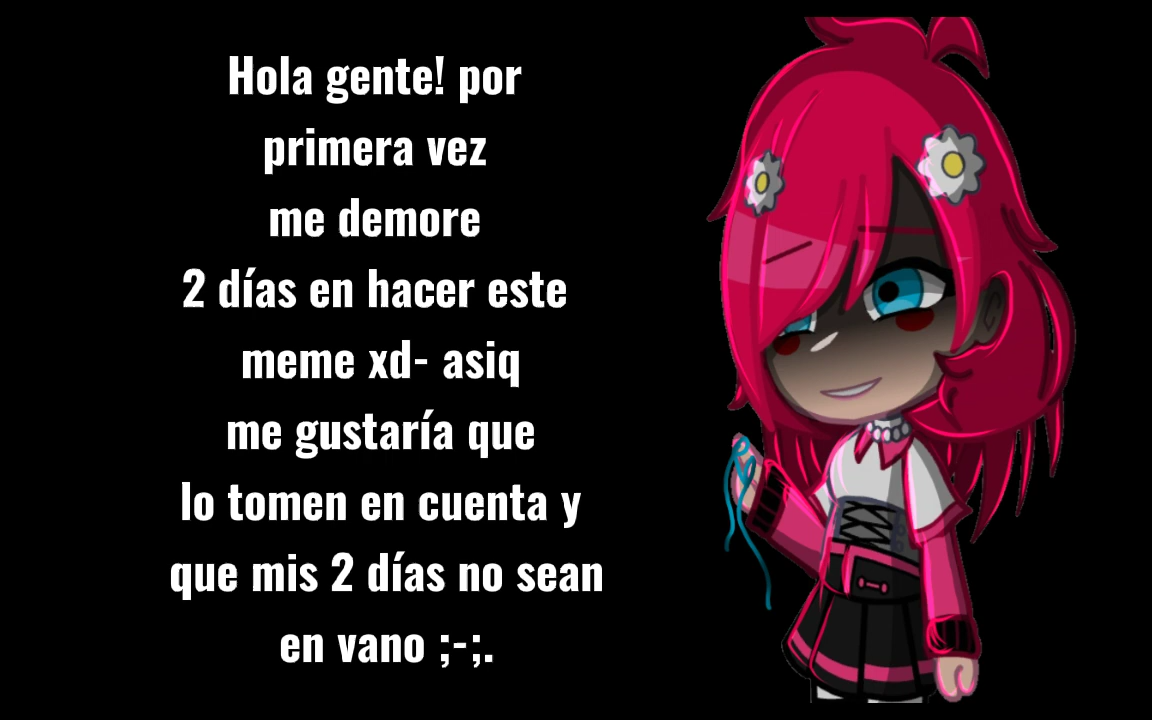 Hola gente! por
primera vez
me demore
2 días en hacer este
meme xd- asiq
me gustaría que
lo tomen en cuenta y
que mis 2 días no sean
en vano ;-;.